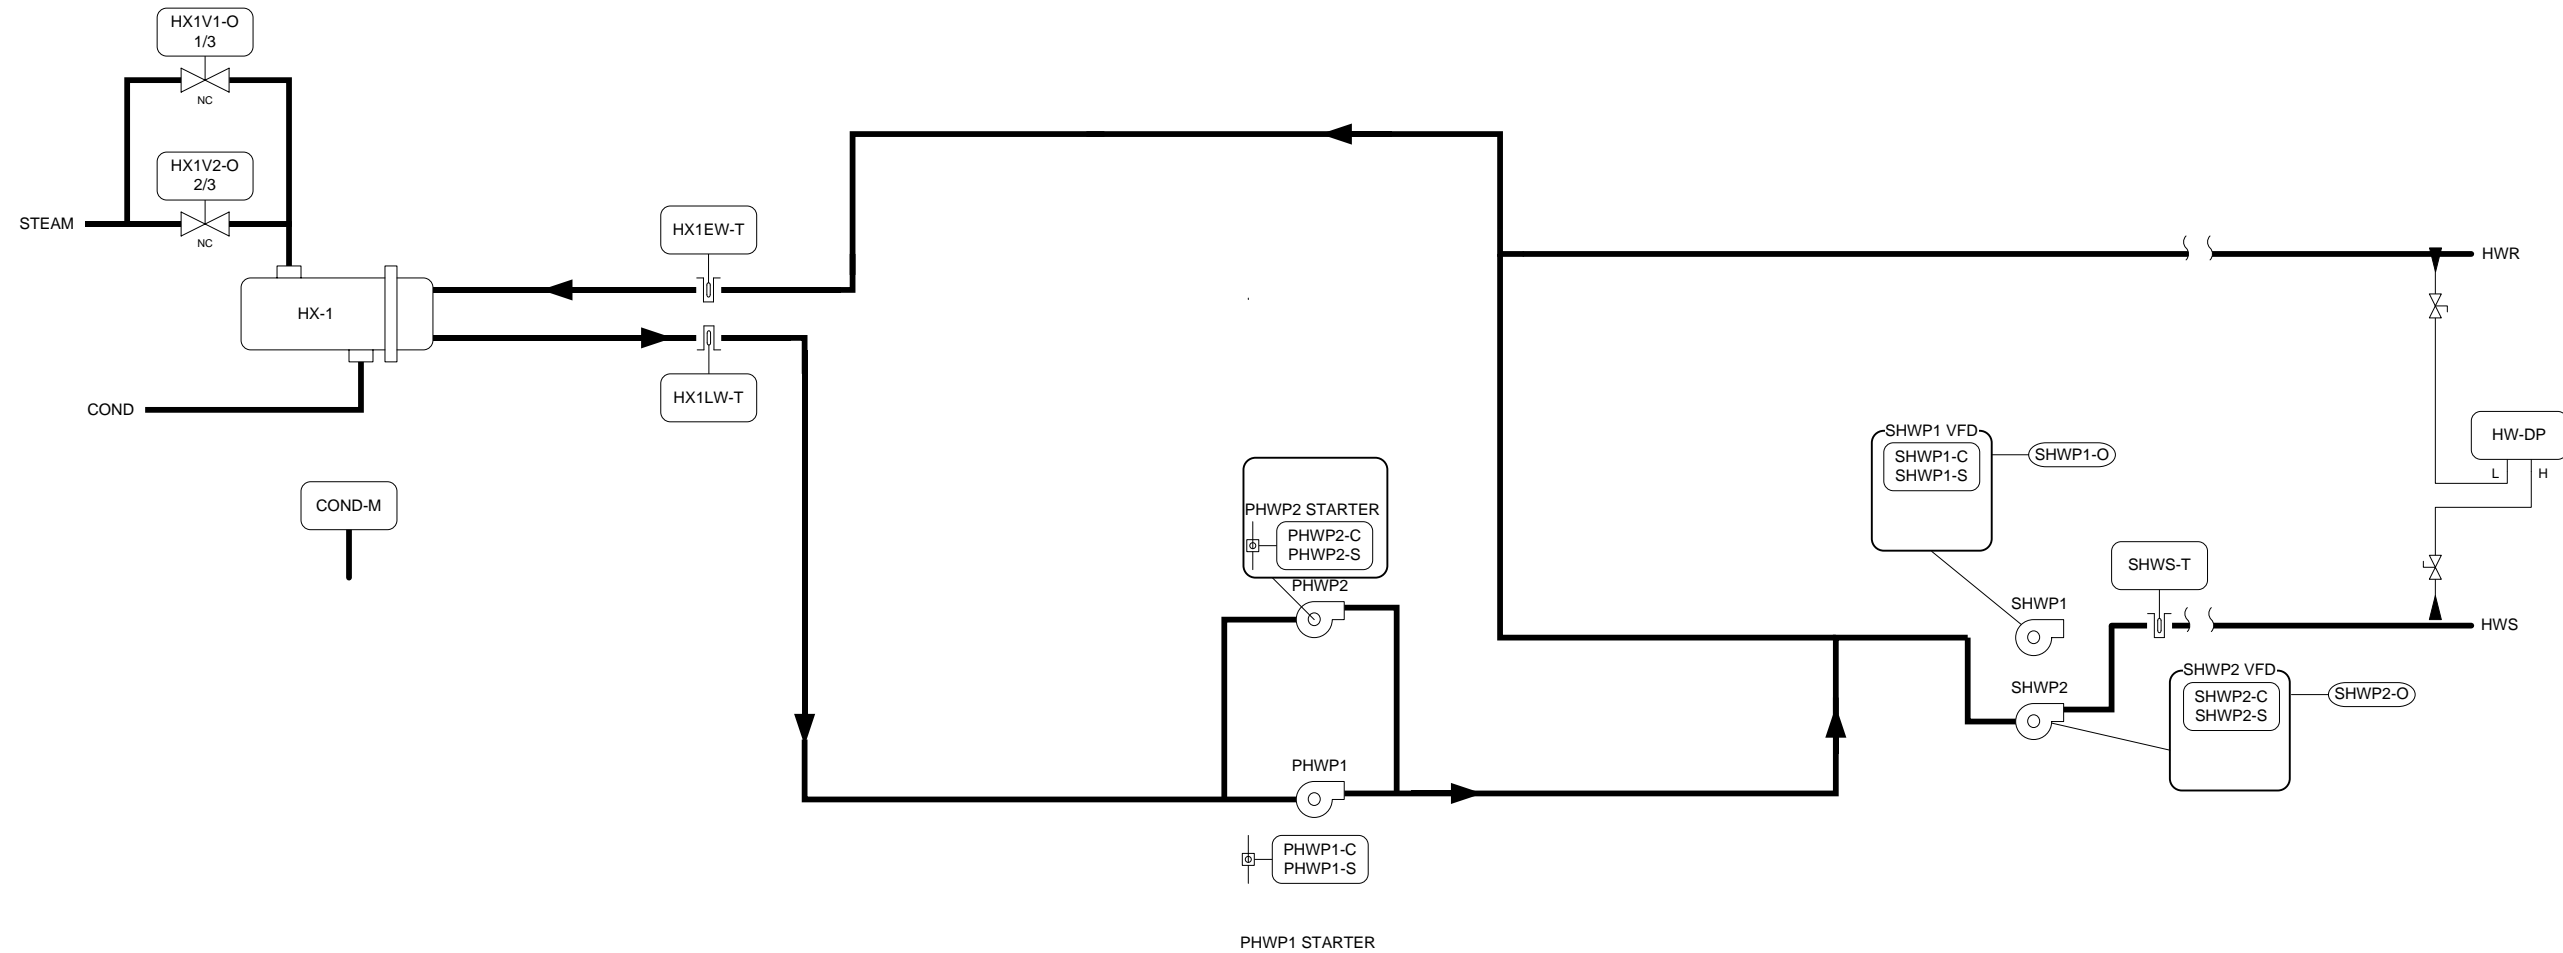 HX1V1-O
1/3
NC
HX1V2-O
2/3
STEAM
NC
HX1EW-T
HWR
HX-1
HX1LW-T
COND
COND-M
HW-DP
L
H
SHWP1 VFD
SHWP1-C
SHWP1-S
SHWP1-O
PHWP2 STARTER
PHWP2-C
PHWP2-S
PHWP2
SHWS-T
SHWP1
HWS
SHWP2 VFD
SHWP2-C
SHWP2-S
SHWP2-O
SHWP2
PHWP1
PHWP1-C
PHWP1-S
PHWP1 STARTER